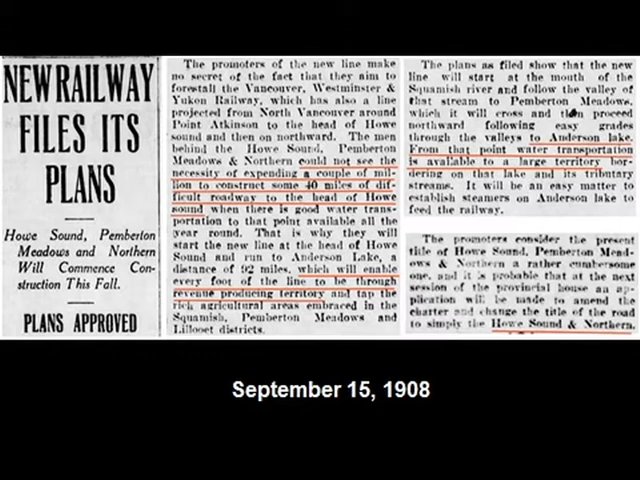 NEW RAILWAY
FILES ITS
PLANS
Howe Sound, Pemberton
Meadows and Northern
Will Commence Con-
struction This Fall.
PLANS APPROVED
The promoters of the new line make
no secret of the fact that they aim to
forestall the Vancouver, Westminster &
Yukon Railway, which has also a line
projected from North Vancouver around
Point Atkinson to the head of Howe
sound and then on northward. The men
behind the Howe Sound, Pemberton
Meadows & Northern could not see the
necessity of expending a couple of mil-
lion to construct some 40 miles of dif-
ficult roadway to the head of Howe
sound when there is good water trans-
portation to that point available all the
year round. That is why they will
start the new line at the head of Howe
Sound and run to Anderson Lake, a
distance of 92 miles, which will enable
every foot of the line to be through
revenue producing territory and tap the
rich agricultural areas embraced in the
Squamish, Pemberton Meadows and
Lillooet districts.
The plans as filed show that the new
line will start at the mouth of the
Squamish river and follow the valley of
that stream to Pemberton Meadows,
which it will cross and then proceed
northward following easy grades
through the valleys to Anderson lake.
From that point water transportation
is available to a large territory bor-
dering on that lake and its tributary
streams. It will be an easy matter to
establish steamers on Anderson lake to
feed the railway.
The promoters consider the present
title of Howe Sound, Pemberton Mead-
ows & Northern a rather cumbersome
one, and it is probable that at the next
session of the provincial house an ap-
plication will be made to amend the
charter and change the title of the road
to simply the Howe Sound & Northern.
September 15, 1908